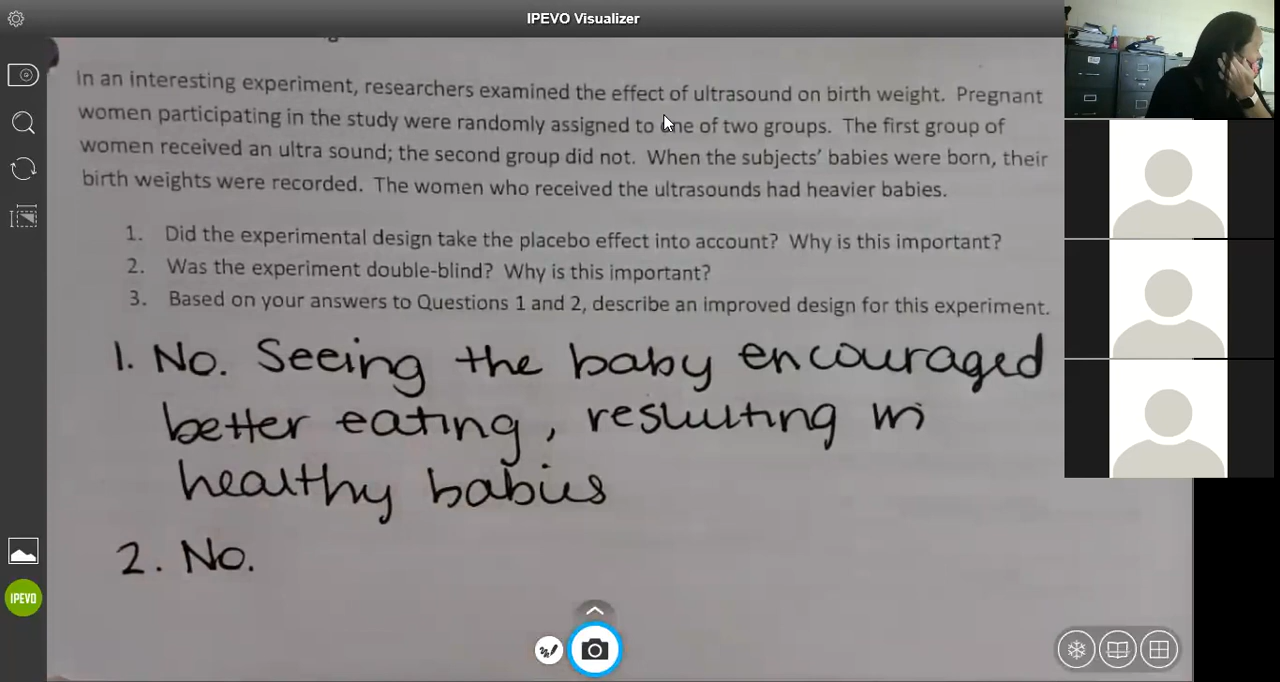 IPEVO Visualizer
In an interesting experiment, researchers examined the effect of ultrasound on birth weight. Pregnant
women participating in the study were randomly assigned to one of two groups. The first group of
women received an ultra sound; the second group did not. When the subjects' babies were born, their
birth weights were recorded. The women who received the ultrasounds had heavier babies.
1. Did the experimental design take the placebo effect into account? Why is this important?
2. Was the experiment double-blind? Why is this important?
3. Based on your answers to Questions 1 and 2, describe an improved design for this experiment.
1. No. Seeing the baby encouraged
better eating, resluting in
healthy babies
2. No.
IPEVO